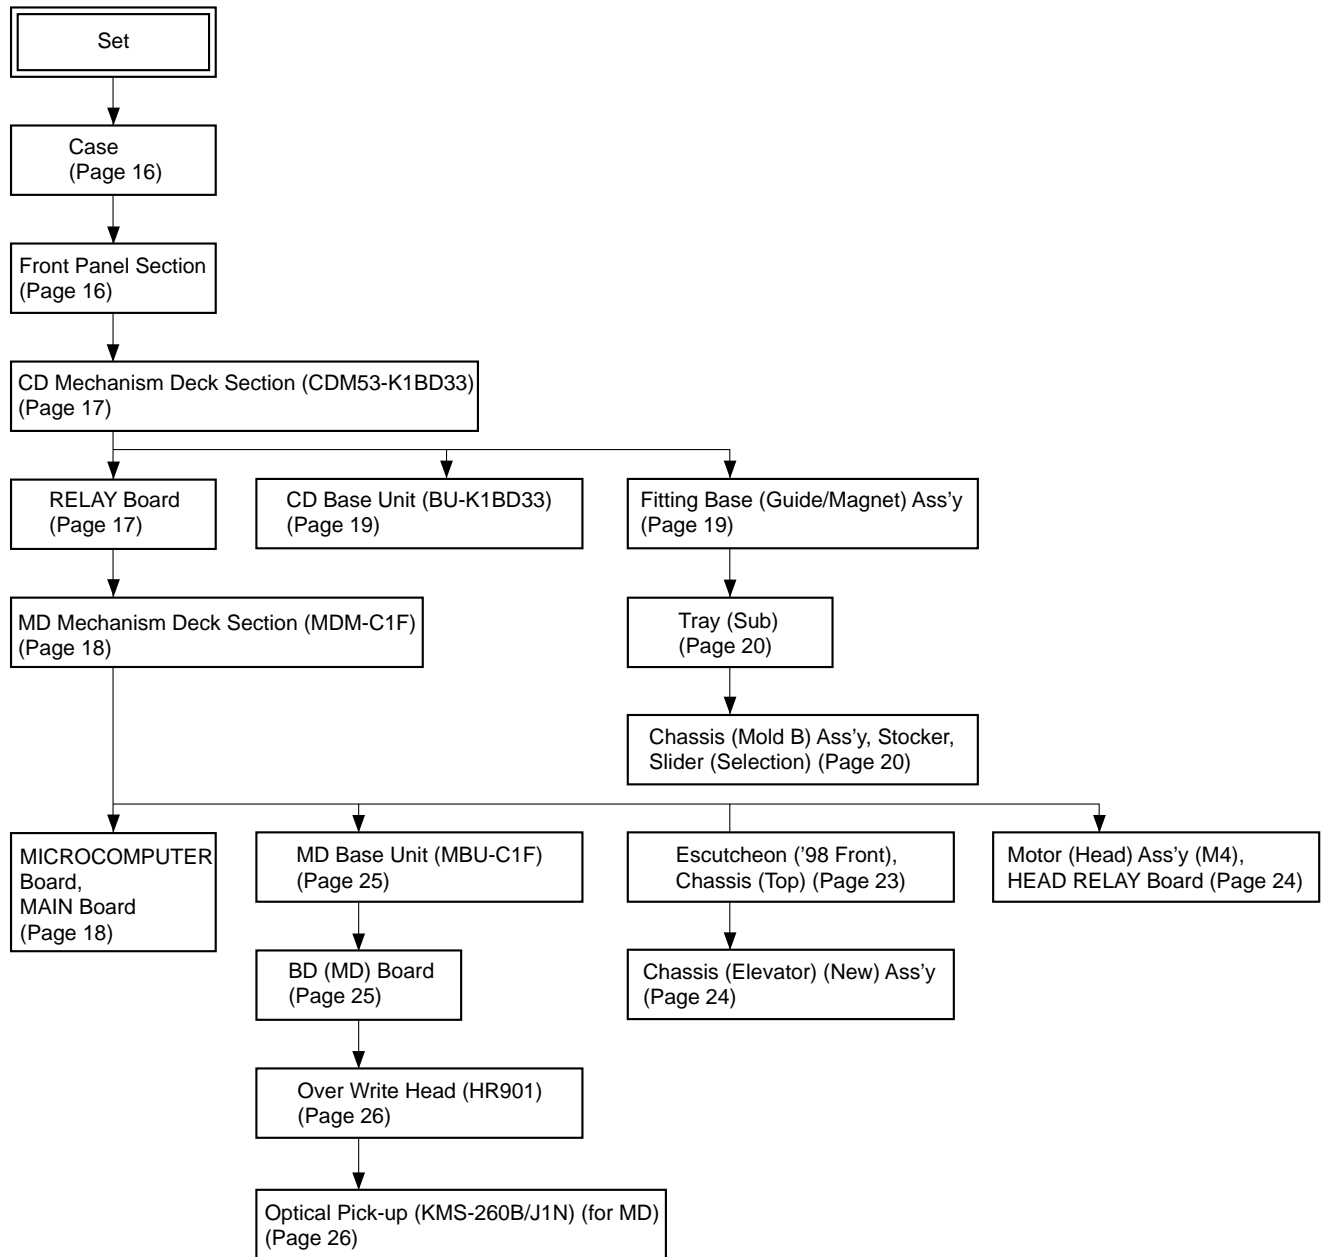 Set
Case
(Page 16)
Front Panel Section
(Page 16)
CD Mechanism Deck Section (CDM53-K1BD33)
(Page 17)
RELAY Board
(Page 17)
CD Base Unit (BU-K1BD33)
(Page 19)
Fitting Base (Guide/Magnet) Ass'y
(Page 19)
MD Mechanism Deck Section (MDM-C1F)
(Page 18)
Tray (Sub)
(Page 20)
Chassis (Mold B) Ass'y, Stocker,
Slider (Selection) (Page 20)
MICROCOMPUTER
Board,
MAIN Board
(Page 18)
MD Base Unit (MBU-C1F)
(Page 25)
Escutcheon ('98 Front),
Chassis (Top) (Page 23)
Motor (Head) Ass'y (M4),
HEAD RELAY Board (Page 24)
BD (MD) Board
(Page 25)
Chassis (Elevator) (New) Ass'y
(Page 24)
Over Write Head (HR901)
(Page 26)
Optical Pick-up (KMS-260B/J1N) (for MD)
(Page 26)